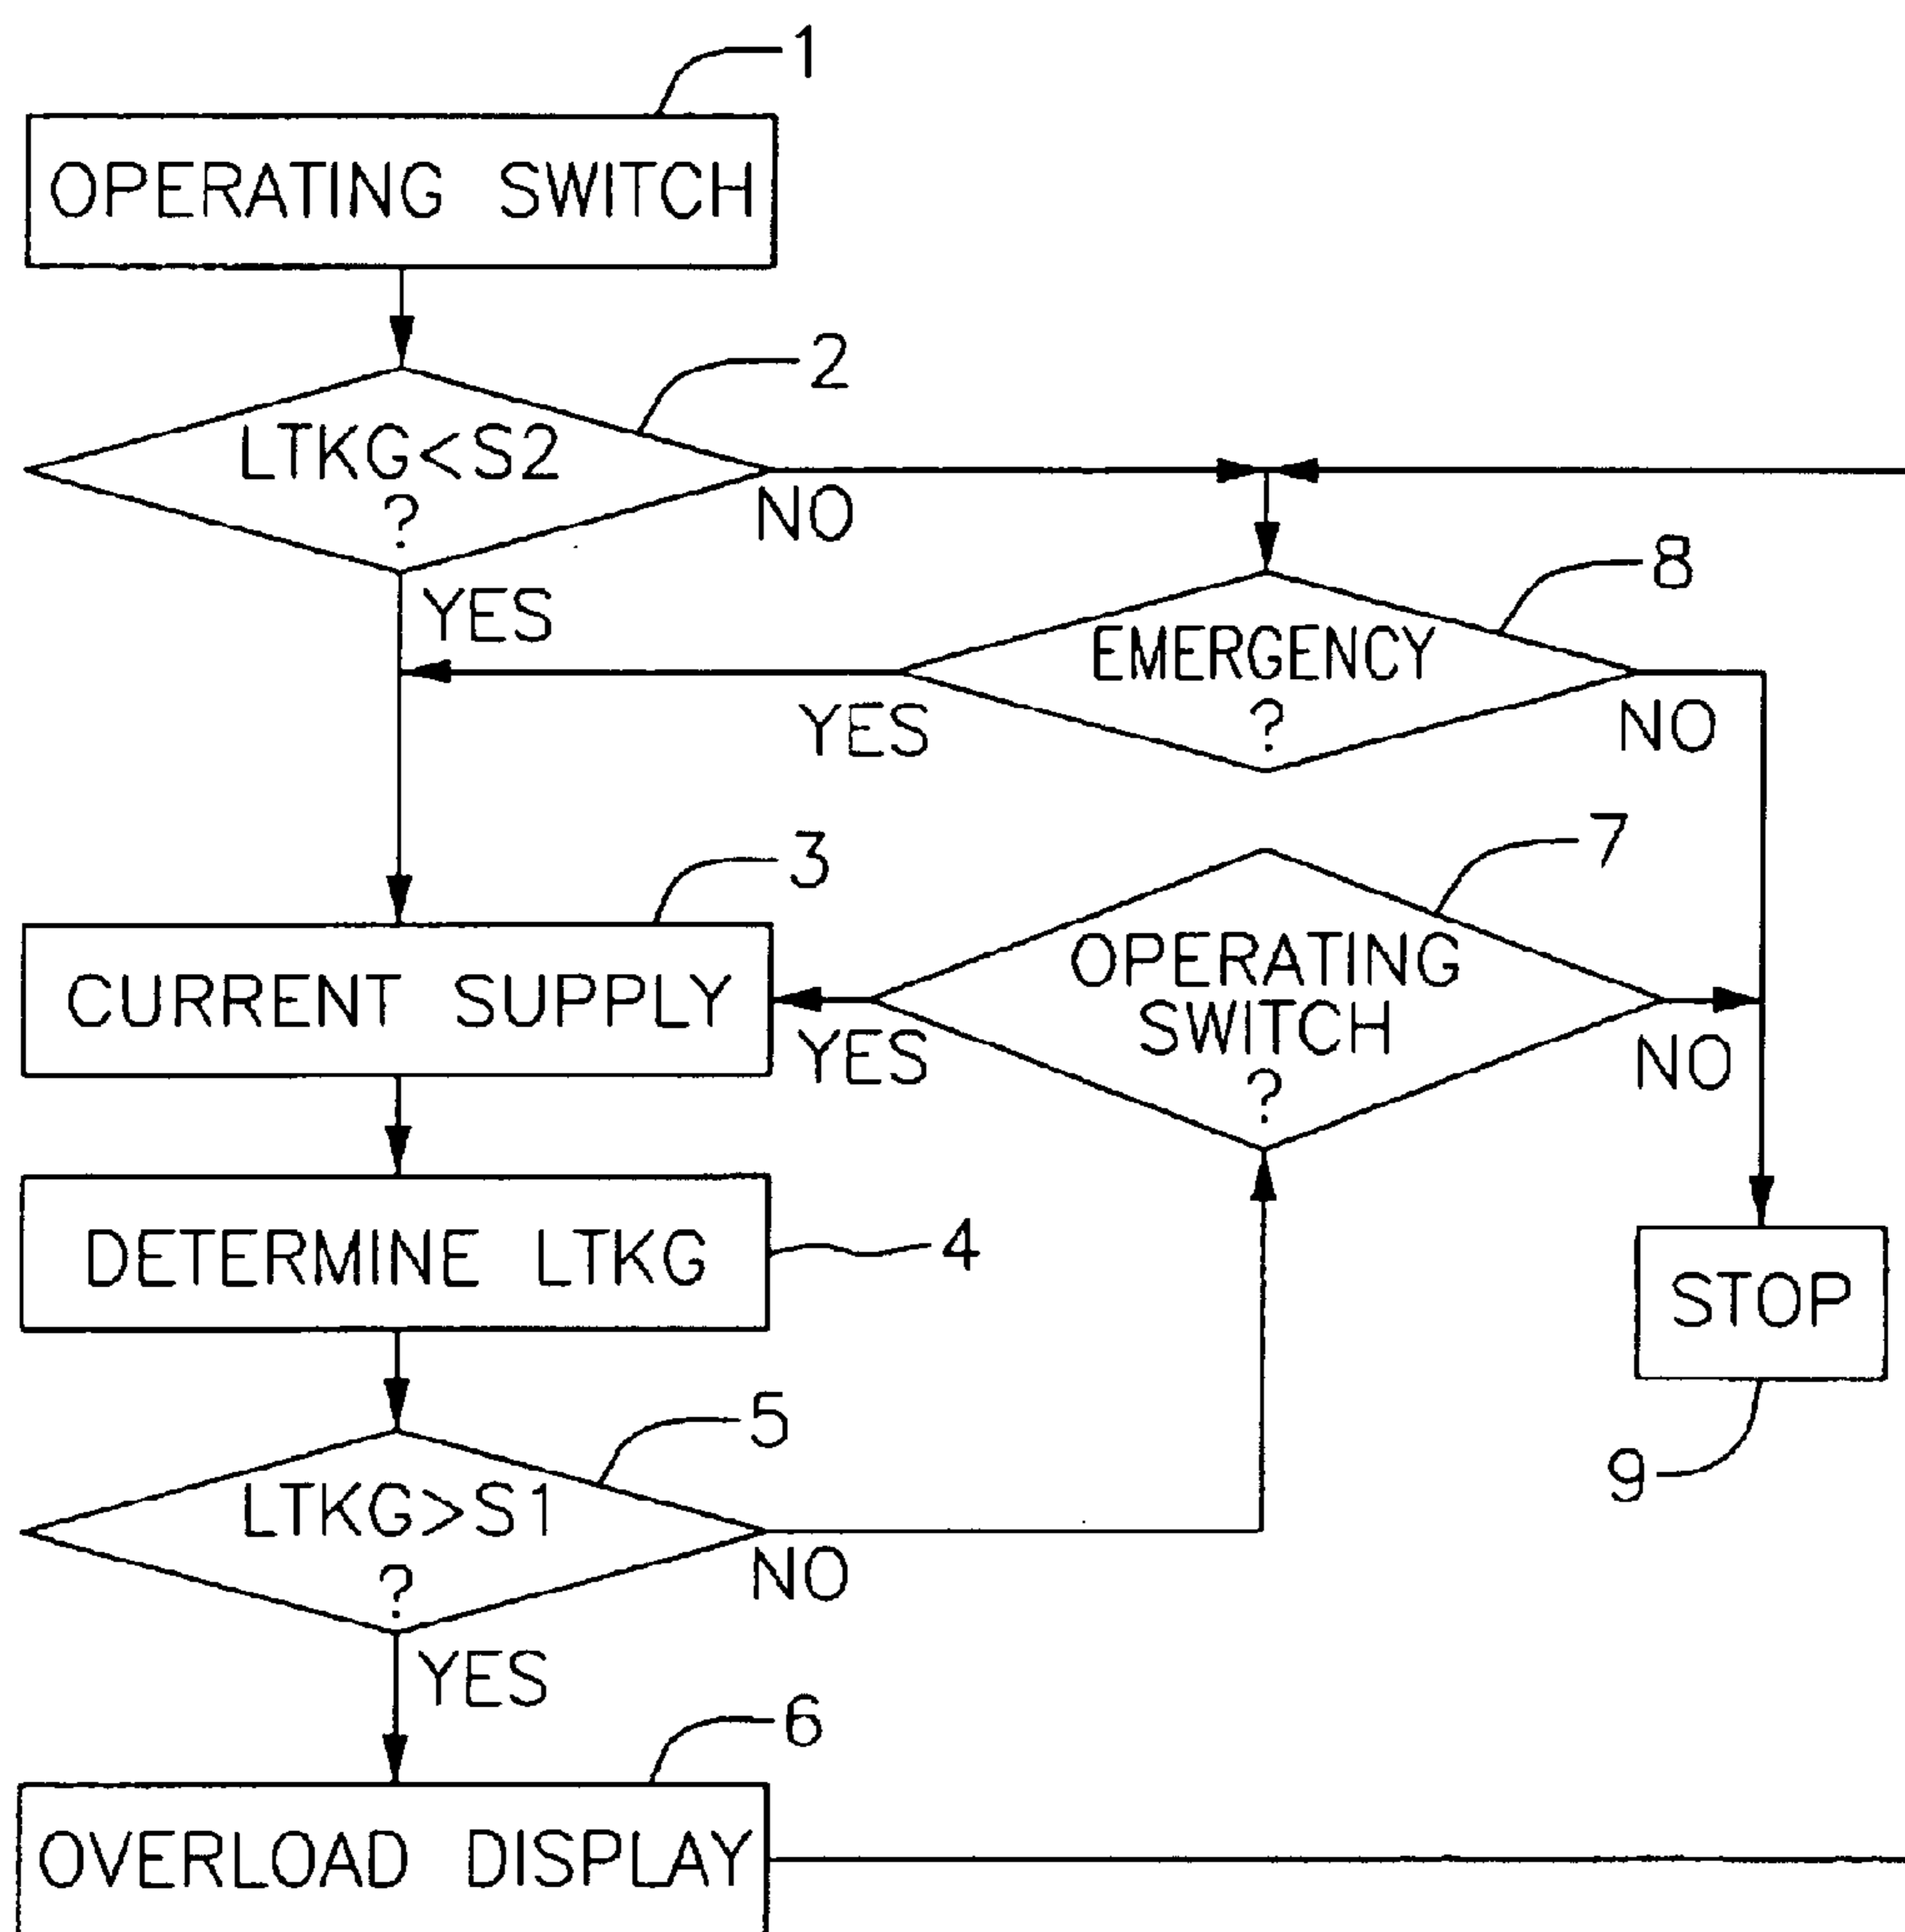 1
OPERATING SWITCH
2
LTKG<S2
?
NO
YES
8
EMERGENCY
?
YES
NO
7
3
OPERATING
SWITCH
?
CURRENT SUPPLY
YES
NO
4
DETERMINE LTKG
STOP
9
5
LTKG>S1
?
NO
YES
6
OVERLOAD DISPLAY